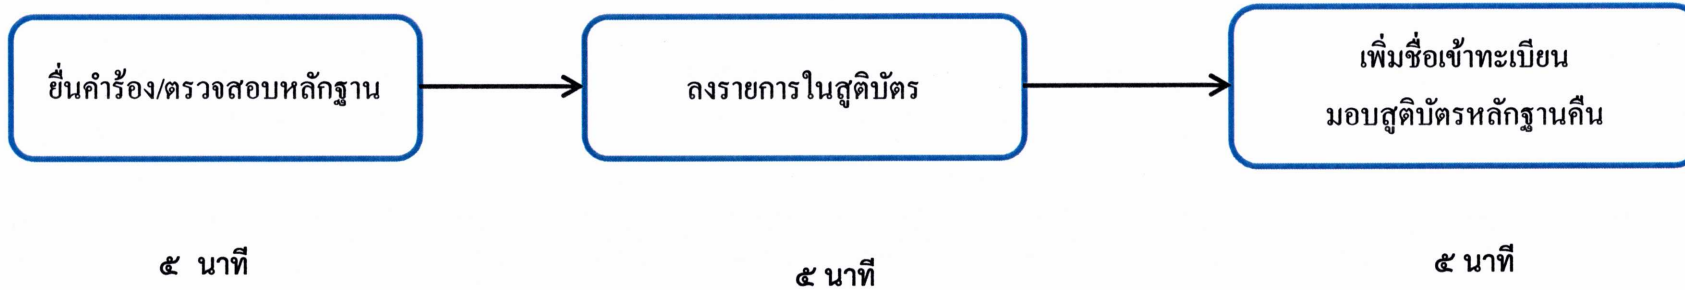 ยื่นคำร้อง/ตรวจสอบหลักฐาน
ลงรายการในสูติบัตร
เพิ่มชื่อเข้าทะเบียน
มอบสูติบัตรหลักฐานคืน
๕ นาที
๕ นาที
๕ นาที